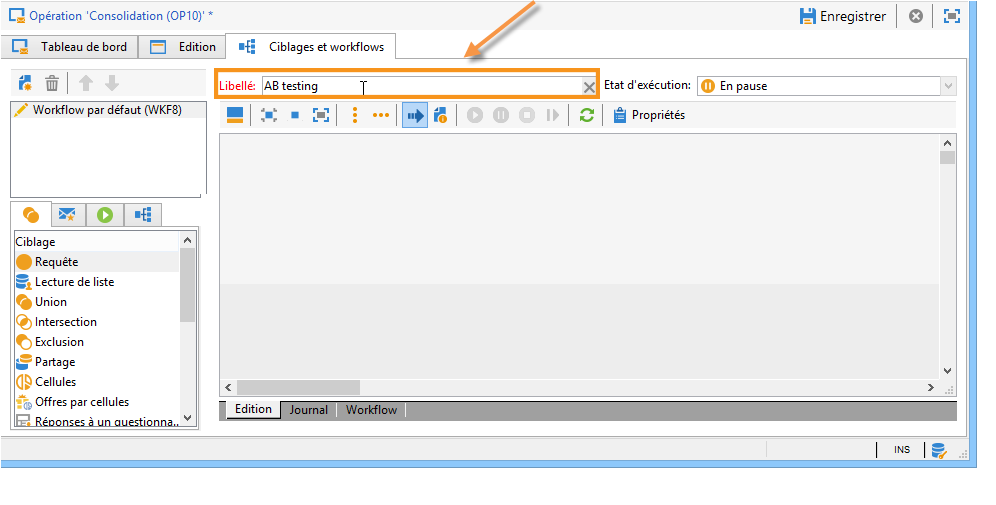 Opération 'Consolidation (OP10)' *
Enregistrer
Tableau de bord
Edition
Ciblages et workflows
Libellé: AB testing
Etat d'exécution: En pause
Workflow par défaut (WKF8)
Propriétés
Ciblage
Requête
Lecture de liste
Union
Intersection
Exclusion
Partage
Cellules
Offres par cellules
Réponses à un questionna..
Edition Journal Workflow
INS